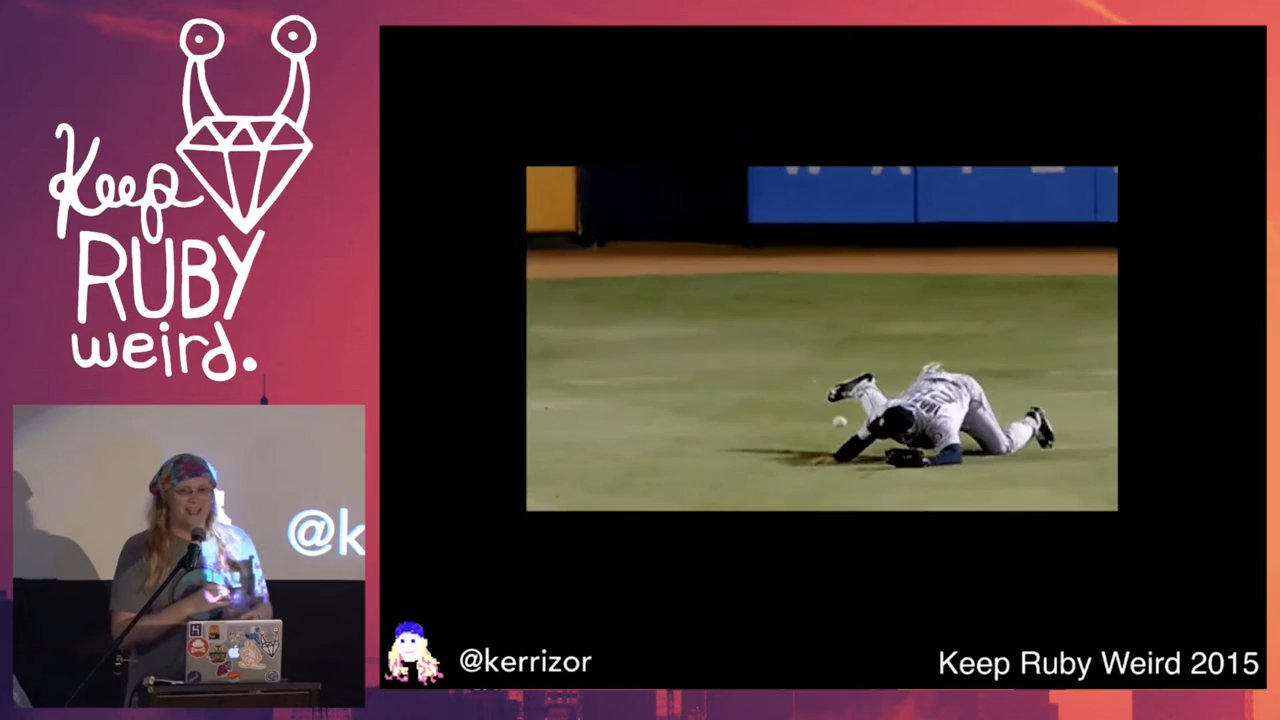 Keep
RUBY
weird.
@k
W A T E
@kerrizor
Keep Ruby Weird 2015